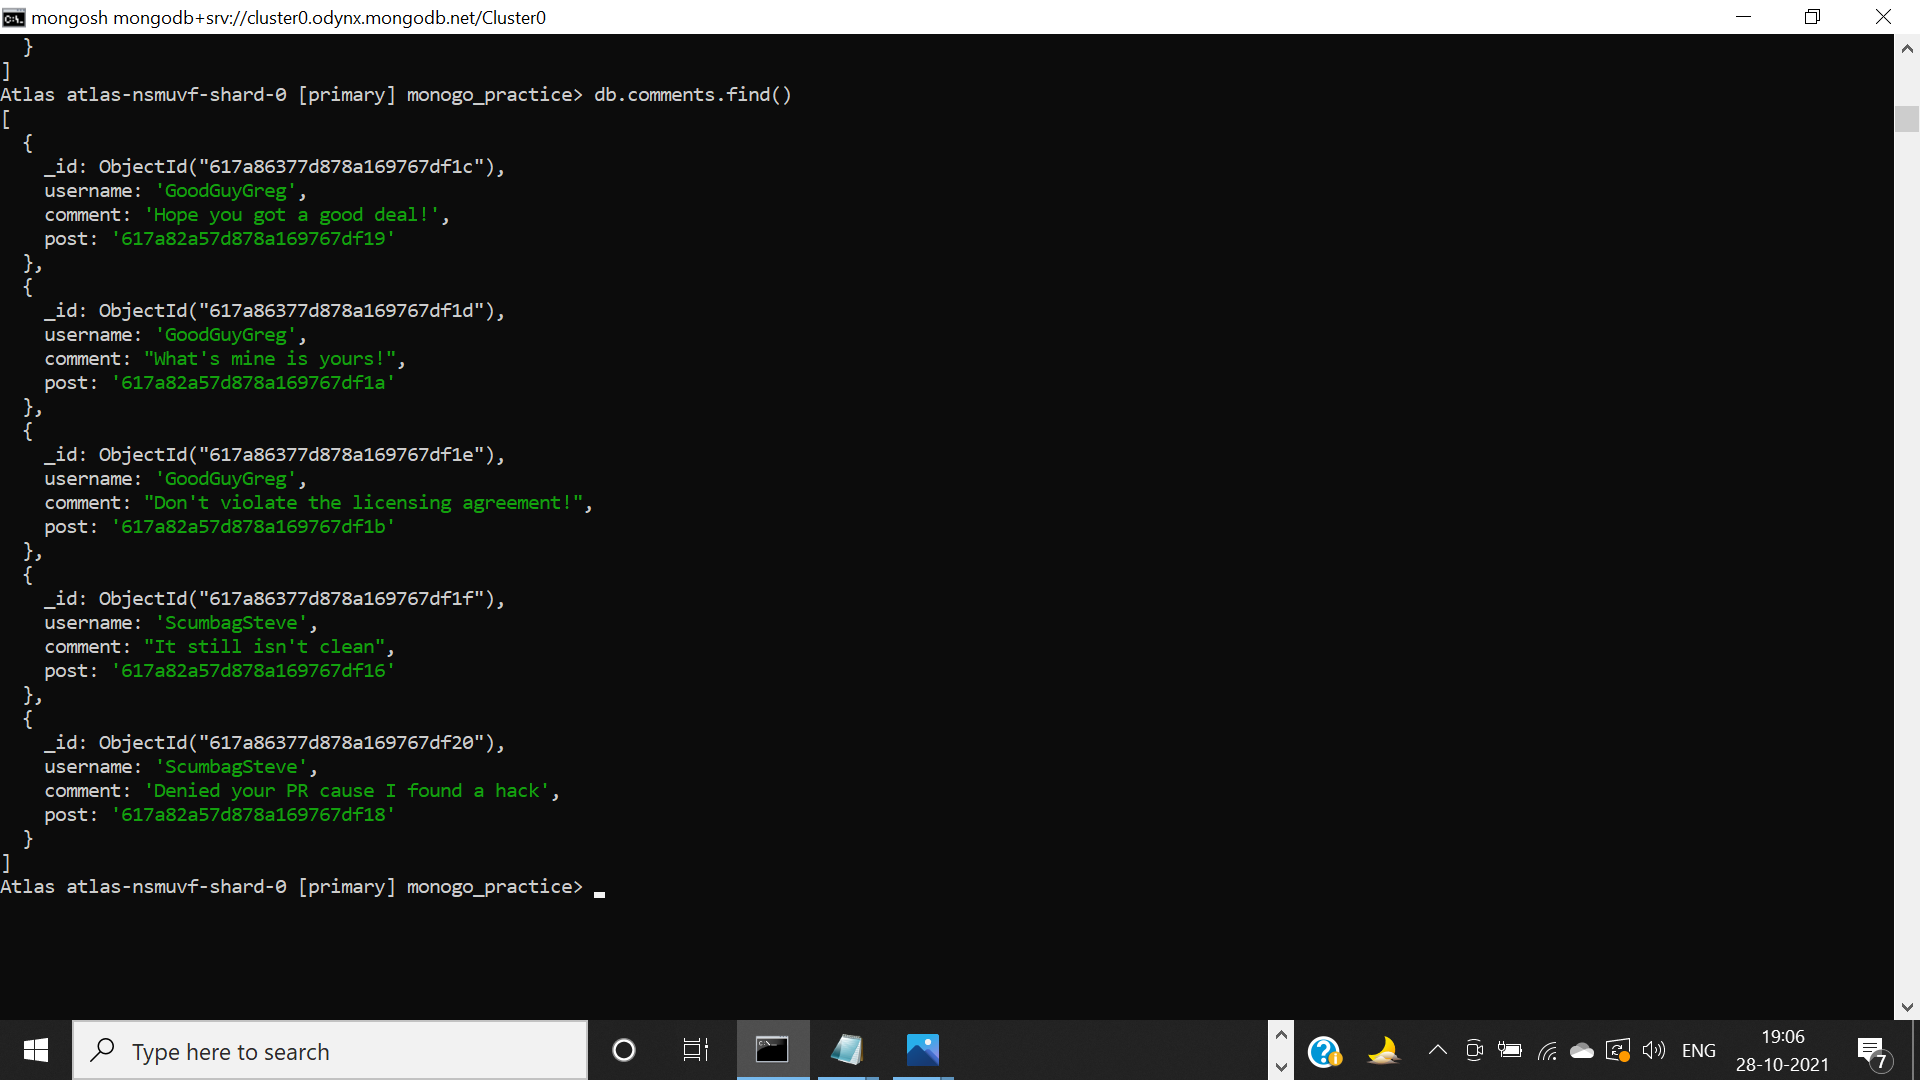 mongosh mongodb+srv://cluster0.odynx.mongodb.net/Cluster0
  }
]
Atlas atlas-nsmuvf-shard-0 [primary] monogo_practice> db.comments.find()
[
  {
    _id: ObjectId("617a86377d878a169767df1c"),
    username: 'GoodGuyGreg',
    comment: 'Hope you got a good deal!',
    post: '617a82a57d878a169767df19'
  },
  {
    _id: ObjectId("617a86377d878a169767df1d"),
    username: 'GoodGuyGreg',
    comment: "What's mine is yours!",
    post: '617a82a57d878a169767df1a'
  },
  {
    _id: ObjectId("617a86377d878a169767df1e"),
    username: 'GoodGuyGreg',
    comment: "Don't violate the licensing agreement!",
    post: '617a82a57d878a169767df1b'
  },
  {
    _id: ObjectId("617a86377d878a169767df1f"),
    username: 'ScumbagSteve',
    comment: "It still isn't clean",
    post: '617a82a57d878a169767df16'
  },
  {
    _id: ObjectId("617a86377d878a169767df20"),
    username: 'ScumbagSteve',
    comment: 'Denied your PR cause I found a hack',
    post: '617a82a57d878a169767df18'
  }
]
Atlas atlas-nsmuvf-shard-0 [primary] monogo_practice>
Type here to search
ENG
19:06
28-10-2021
7